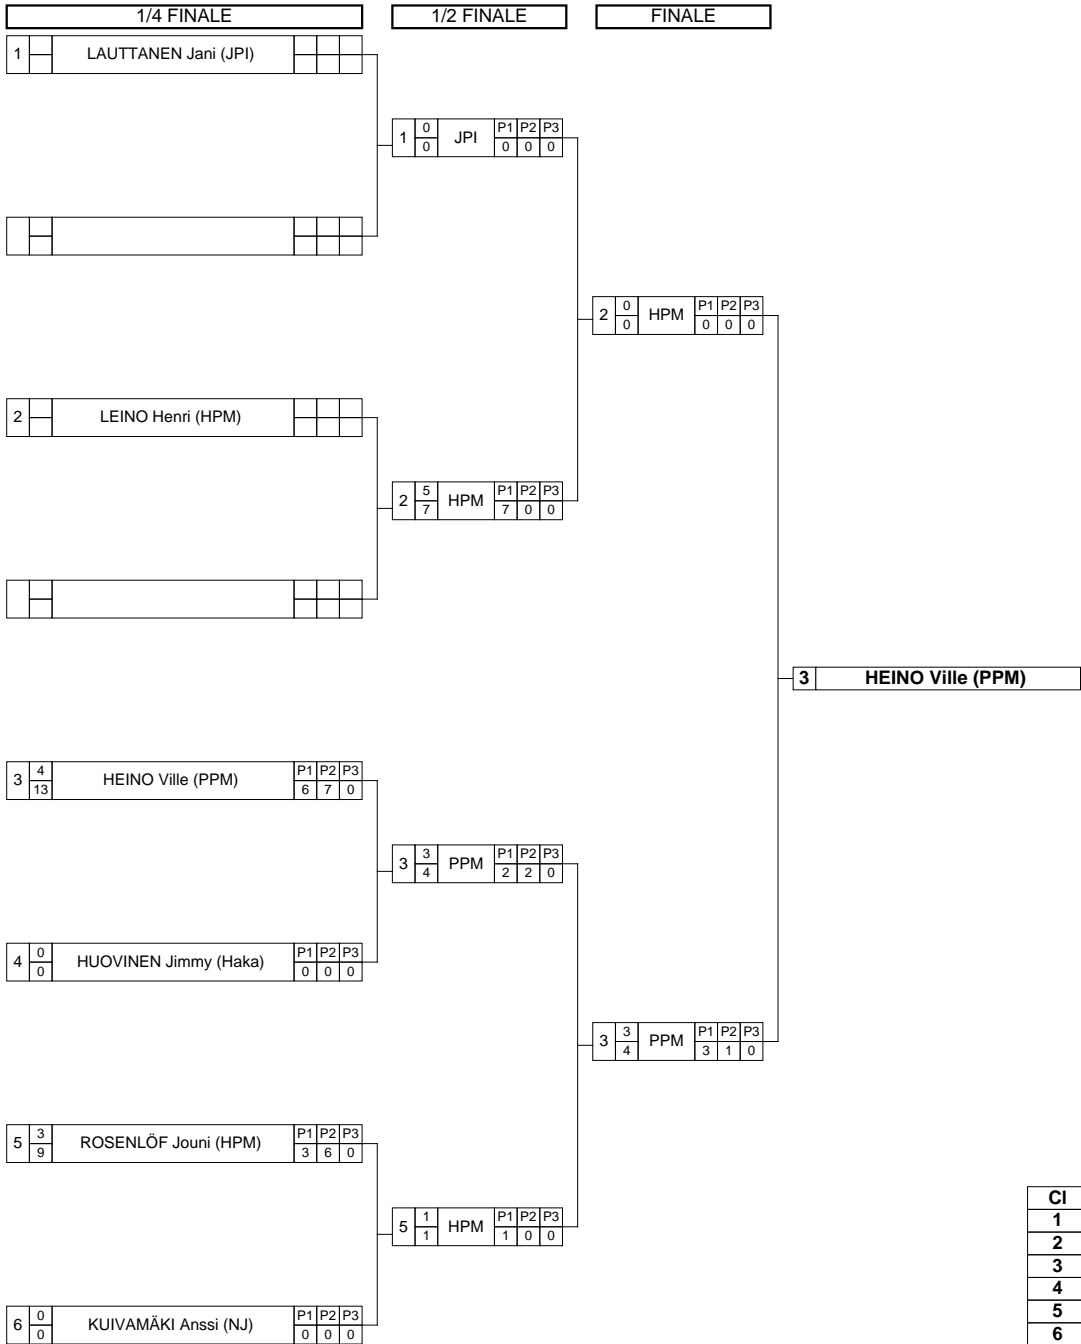 1/4 FINALE 1/2 FINALE FINALE
1 LAUTTANEN Jani (JPI)
1 0 JPI P1 P2 P3
0 0 0 0
2 0 HPM P1 P2 P3
0 0 0 0
2 LEINO Henri (HPM)
2 5 HPM P1 P2 P3
7 7 0 0
3 HEINO Ville (PPM)
3 4 HEINO Ville (PPM) P1 P2 P3
13 6 7 0
3 3 PPM P1 P2 P3
4 2 2 0
4 0 HUOVINEN Jimmy (Haka) P1 P2 P3
0 0 0 0
3 3 PPM P1 P2 P3
4 3 1 0
5 3 ROSENLÖF Jouni (HPM) P1 P2 P3
9 3 6 0
5 1 HPM P1 P2 P3
1 1 0 0
6 0 KUIVAMÄKI Anssi (NJ) P1 P2 P3
0 0 0 0
Cl
1
2
3
4
5
6